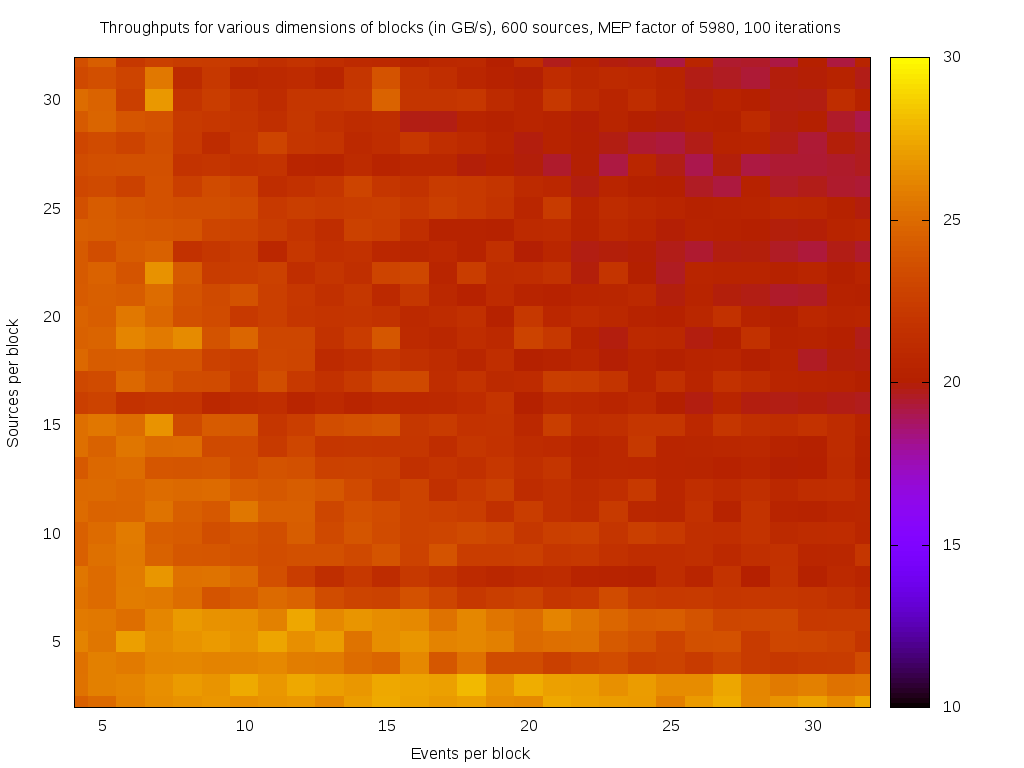 Throughputs for various dimensions of blocks (in GB/s), 600 sources, MEP factor of 5980, 100 iterations
30
25
20
15
10
5
Sources per block
5 10 15 20 25 30
Events per block
30
25
20
15
10